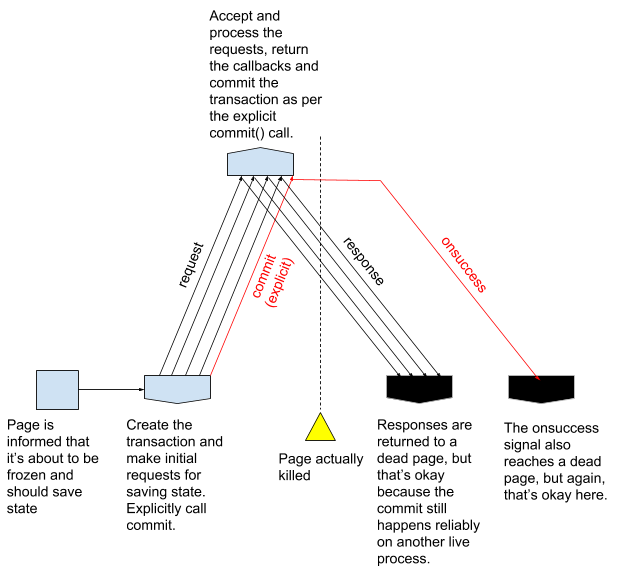 Accept and
process the
requests, return
the callbacks and
commit the
transaction as per
the explicit
commit() call.
request
commit
(explicit)
response
onsuccess
Page is
informed that
it's about to be
frozen and
should save
state
Create the
transaction and
make initial
requests for
saving state.
Explicitly call
commit.
Page actually
killed
Responses are
returned to a
dead page, but
that's okay
because the
commit still
happens reliably
on another live
process.
The onsuccess
signal also
reaches a dead
page, but again,
that's okay here.